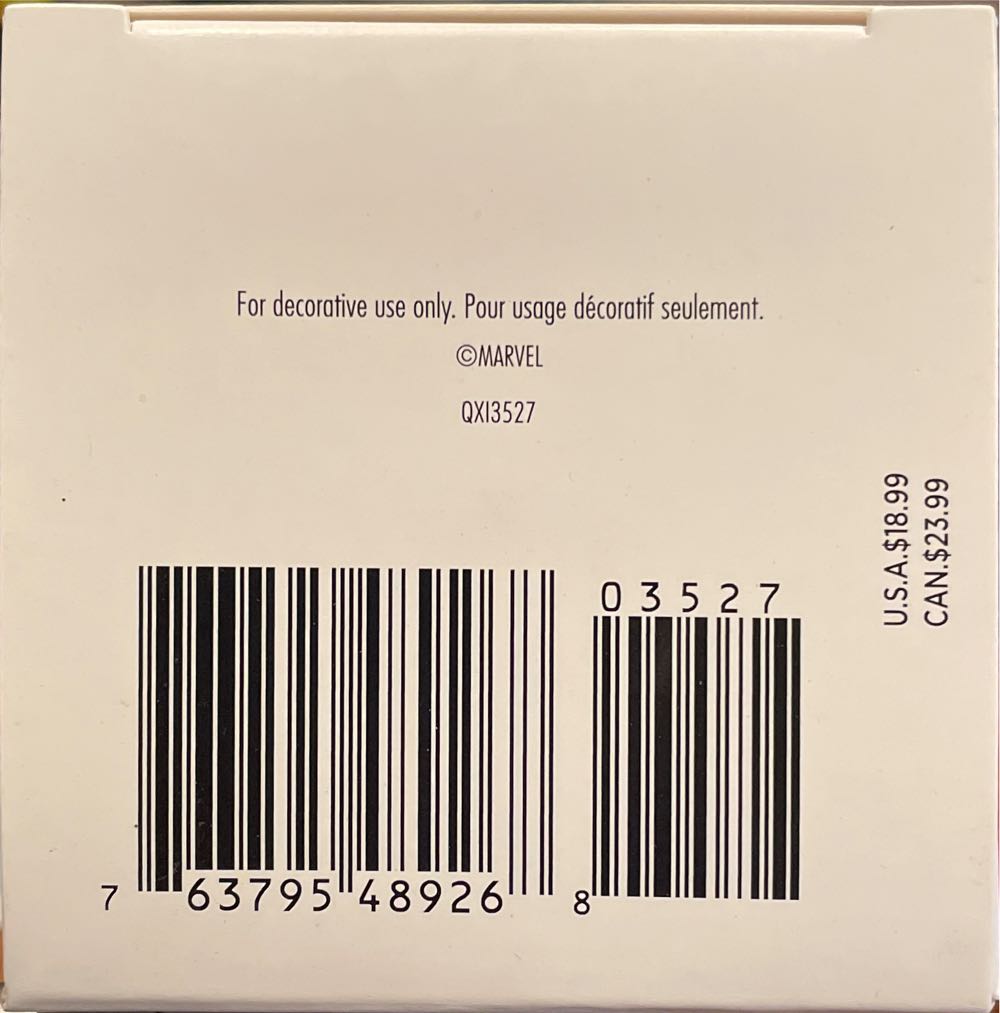 For decorative use only. Pour usage décoratif seulement.
©MARVEL
QXI3527
U.S.A.$18.99
CAN.$23.99
03527
7 63795 48926 8